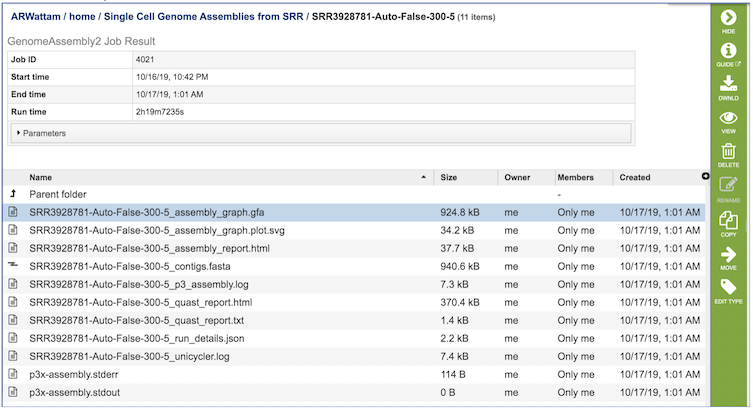 ARWattam / home / Single Cell Genome Assemblies from SRR / SRR3928781-Auto-False-300-5 (11 items)
GenomeAssembly2 Job Result
Job ID 4021
Start time 10/16/19, 10:42 PM
End time 10/17/19, 1:01 AM
Run time 2h19m7235s
Parameters
Name Size Owner Members Created
Parent folder -
SRR3928781-Auto-False-300-5_assembly_graph.gfa 924.8 kB me Only me 10/17/19, 1:01 AM
SRR3928781-Auto-False-300-5_assembly_graph.plot.svg 34.2 kB me Only me 10/17/19, 1:01 AM
SRR3928781-Auto-False-300-5_assembly_report.html 37.7 kB me Only me 10/17/19, 1:01 AM
SRR3928781-Auto-False-300-5_contigs.fasta 940.6 kB me Only me 10/17/19, 1:01 AM
SRR3928781-Auto-False-300-5_p3_assembly.log 7.3 kB me Only me 10/17/19, 1:01 AM
SRR3928781-Auto-False-300-5_quast_report.html 370.4 kB me Only me 10/17/19, 1:01 AM
SRR3928781-Auto-False-300-5_quast_report.txt 1.4 kB me Only me 10/17/19, 1:01 AM
SRR3928781-Auto-False-300-5_run_details.json 2.2 kB me Only me 10/17/19, 1:01 AM
SRR3928781-Auto-False-300-5_unicycler.log 7.4 kB me Only me 10/17/19, 1:01 AM
p3x-assembly.stderr 114 B me Only me 10/17/19, 1:01 AM
p3x-assembly.stdout 0 B me Only me 10/17/19, 1:01 AM
HIDE
GUIDE
DWNLD
VIEW
DELETE
RENAME
COPY
MOVE
EDIT TYPE